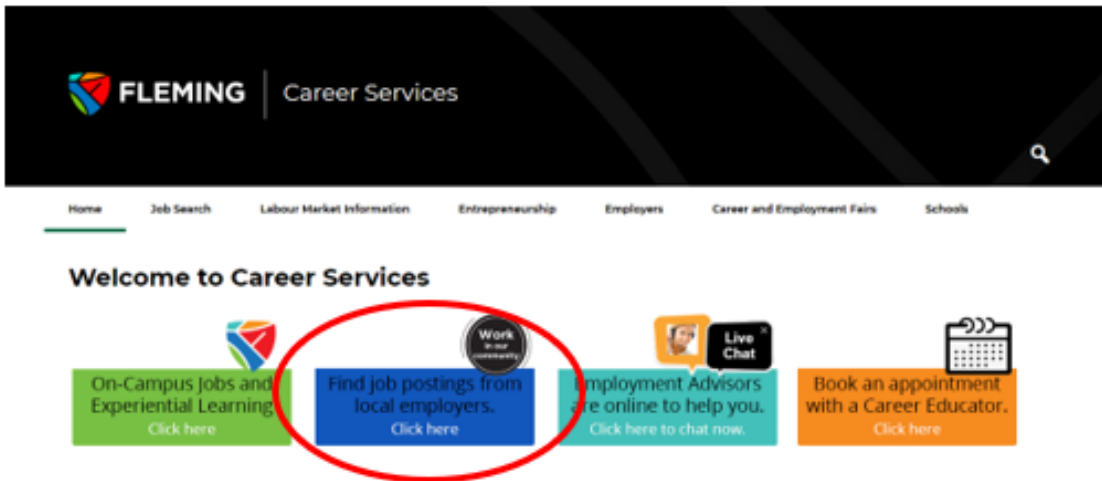 FLEMING
Career Services
Home Job Search Labour Market Information Entrepreneurship Employers Career and Employment Fairs Schools
Welcome to Career Services
Work
in our
community
Live
Chat
×
On-Campus Jobs and
Experiential Learning
Click here
Find job postings from
local employers.
Click here
Employment Advisors
are online to help you.
Click here to chat now.
Book an appointment
with a Career Educator.
Click here